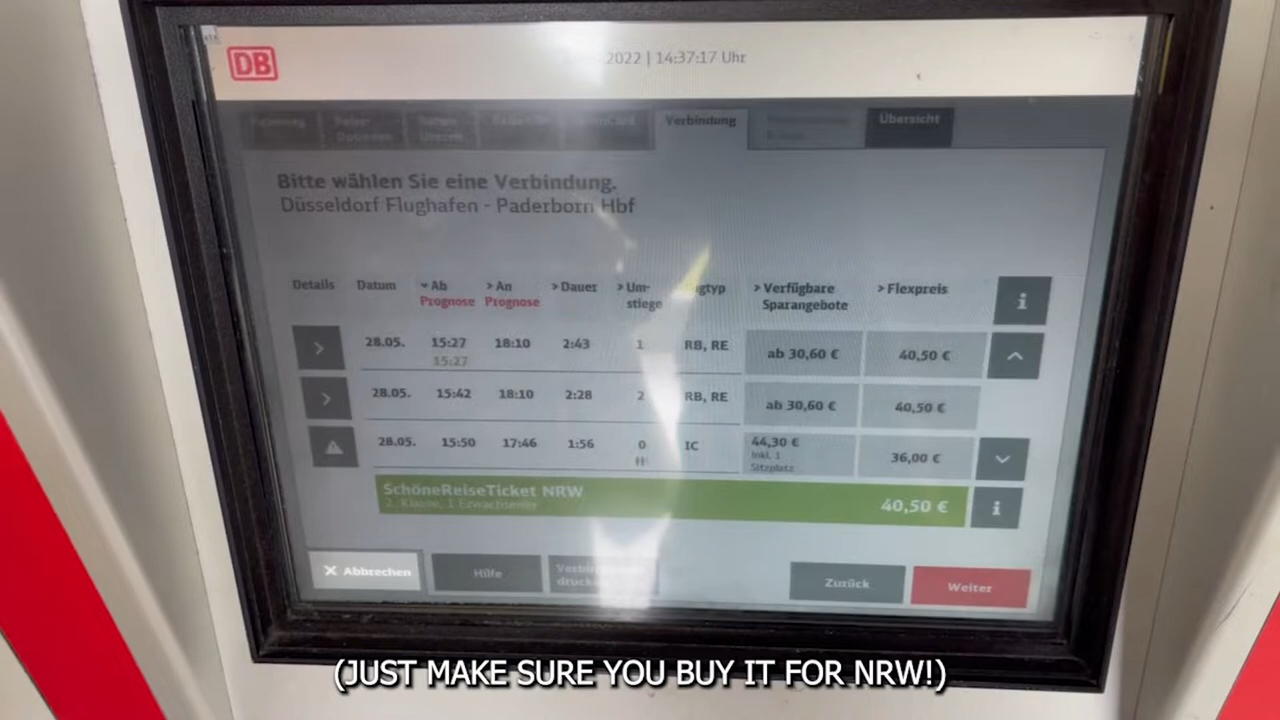 DB
2022 | 14:37:17 Uhr
Verbindung
Übersicht
Bitte wählen Sie eine Verbindung.
Düsseldorf Flughafen - Paderborn Hbf
Details Datum Ab Prognose > An Prognose > Dauer > Um-stiege > Verfügbare Sparangebote > Flexpreis i
> 28.05. 15:27 18:10 2:43 1 RB, RE ab 30,60 € 40,50 €
15:27
> 28.05. 15:42 18:10 2:28 2 RB, RE ab 30,60 € 40,50 €
28.05. 15:50 17:46 1:56 0 IC 44,30 € 36,00 €
Inkl. 1
Sitzplatz
SchöneReiseTicket NRW 40,50 € i
2. Klasse, 1 Erwachsener
X Abbrechen Hilfe Zurück Weiter
(JUST MAKE SURE YOU BUY IT FOR NRW!)